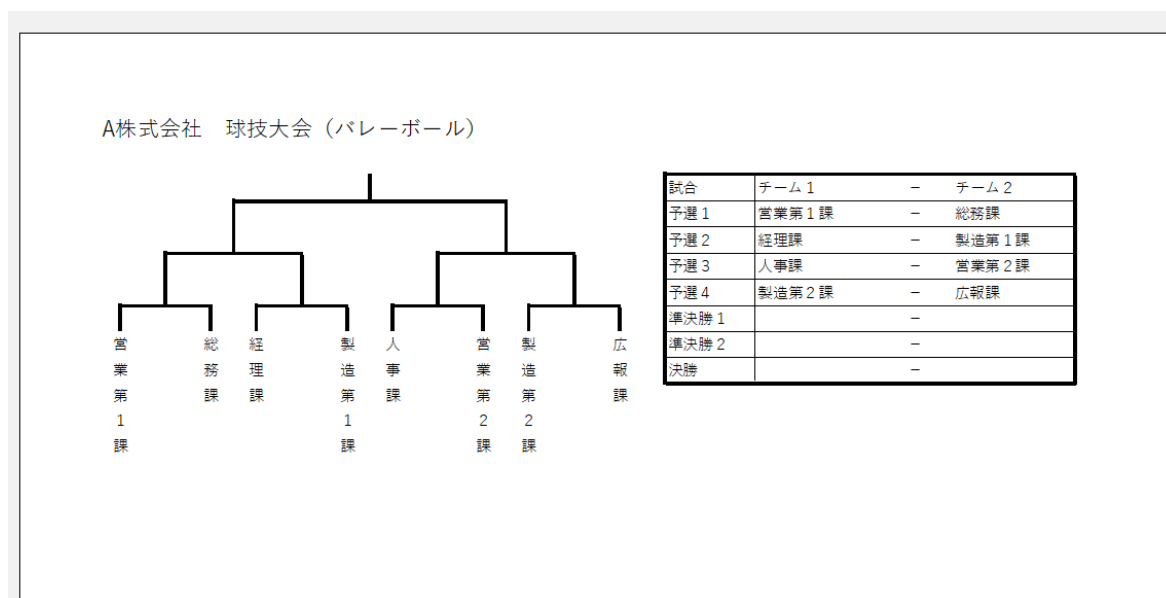 A株式会社　球技大会（バレーボール）
営業第1課
総務課
経理課
製造第1課
人事課
営業第2課
製造第2課
広報課
試合 チーム1 － チーム2
予選1 営業第1課 － 総務課
予選2 経理課 － 製造第1課
予選3 人事課 － 営業第2課
予選4 製造第2課 － 広報課
準決勝1 －
準決勝2 －
決勝 －